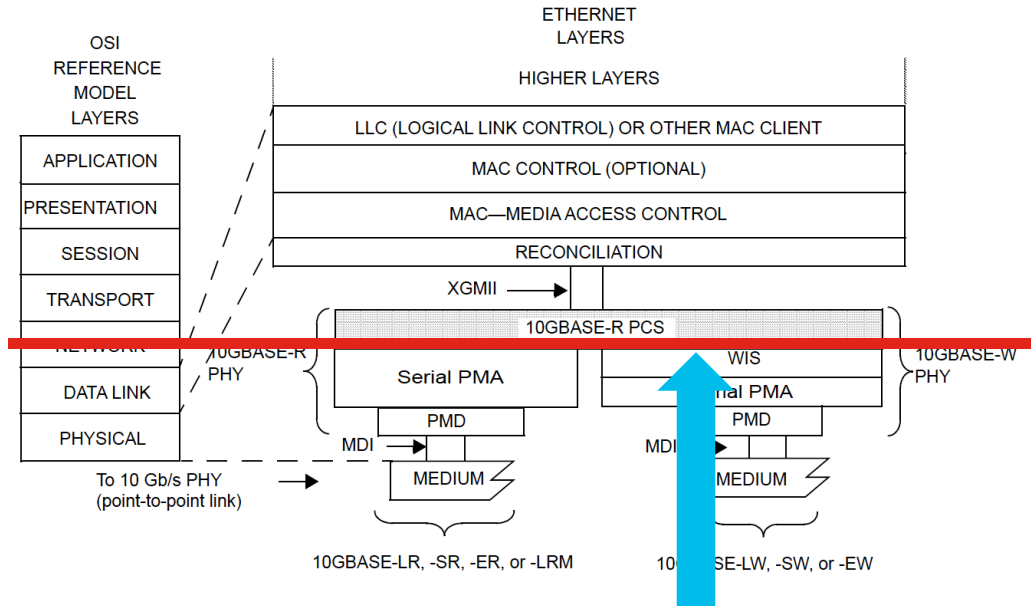 ETHERNET
LAYERS
OSI
REFERENCE
MODEL
LAYERS
HIGHER LAYERS
LLC (LOGICAL LINK CONTROL) OR OTHER MAC CLIENT
APPLICATION
MAC CONTROL (OPTIONAL)
PRESENTATION
MAC—MEDIA ACCESS CONTROL
SESSION
RECONCILIATION
TRANSPORT
XGMII
10GBASE-R PCS
NETWORK
10GBASE-R
PHY
WIS
10GBASE-W
PHY
Serial PMA
DATA LINK
PMA
PHYSICAL
PMD
PMD
MDI
MDI
To 10 Gb/s PHY
(point-to-point link)
MEDIUM
MEDIUM
10GBASE-LR, -SR, -ER, or -LRM
-LW, -SW, or -EW